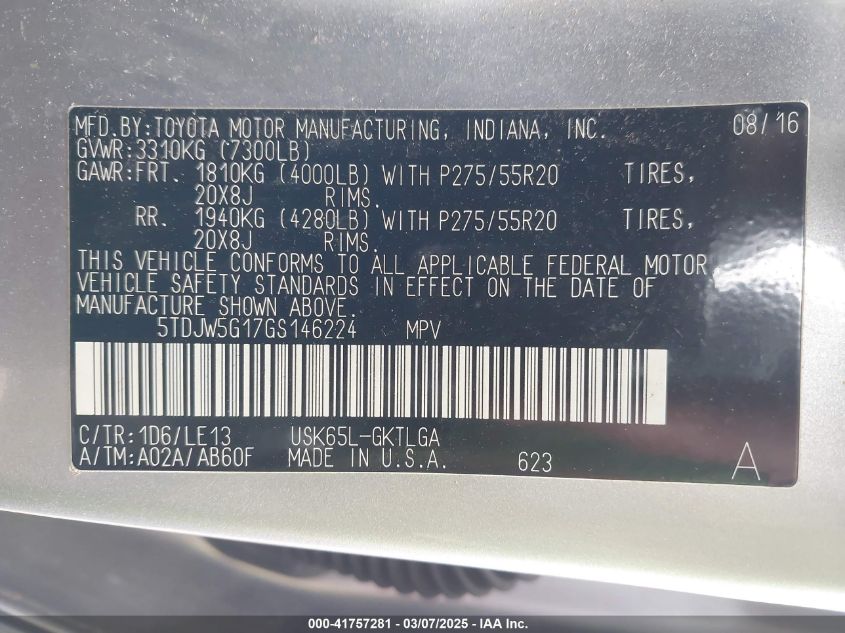 MFD.BY:TOYOTA MOTOR MANUFACTURING, INDIANA, INC. 08/16
GVWR:3310KG (7300LB)
GAWR:FRT. 1810KG (4000LB) WITH P275/55R20 TIRES,
20X8J RIMS.
RR. 1940KG (4280LB) WITH P275/55R20 TIRES,
20X8J RIMS.
THIS VEHICLE CONFORMS TO ALL APPLICABLE FEDERAL MOTOR
VEHICLE SAFETY STANDARDS IN EFFECT ON THE DATE OF
MANUFACTURE SHOWN ABOVE.
5TDJW5G17GS146224 MPV
C/TR:1D6/LE13 USK65L-GKTLGA
A/TM:A02A/AB60F MADE IN U.S.A. 623 A
000-41757281 | 03/07/2025 | IAA Inc.